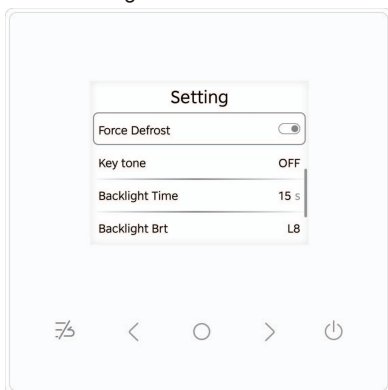 Setting
Force Defrost
Key tone OFF
Backlight Time 15 s
Backlight Brt L8